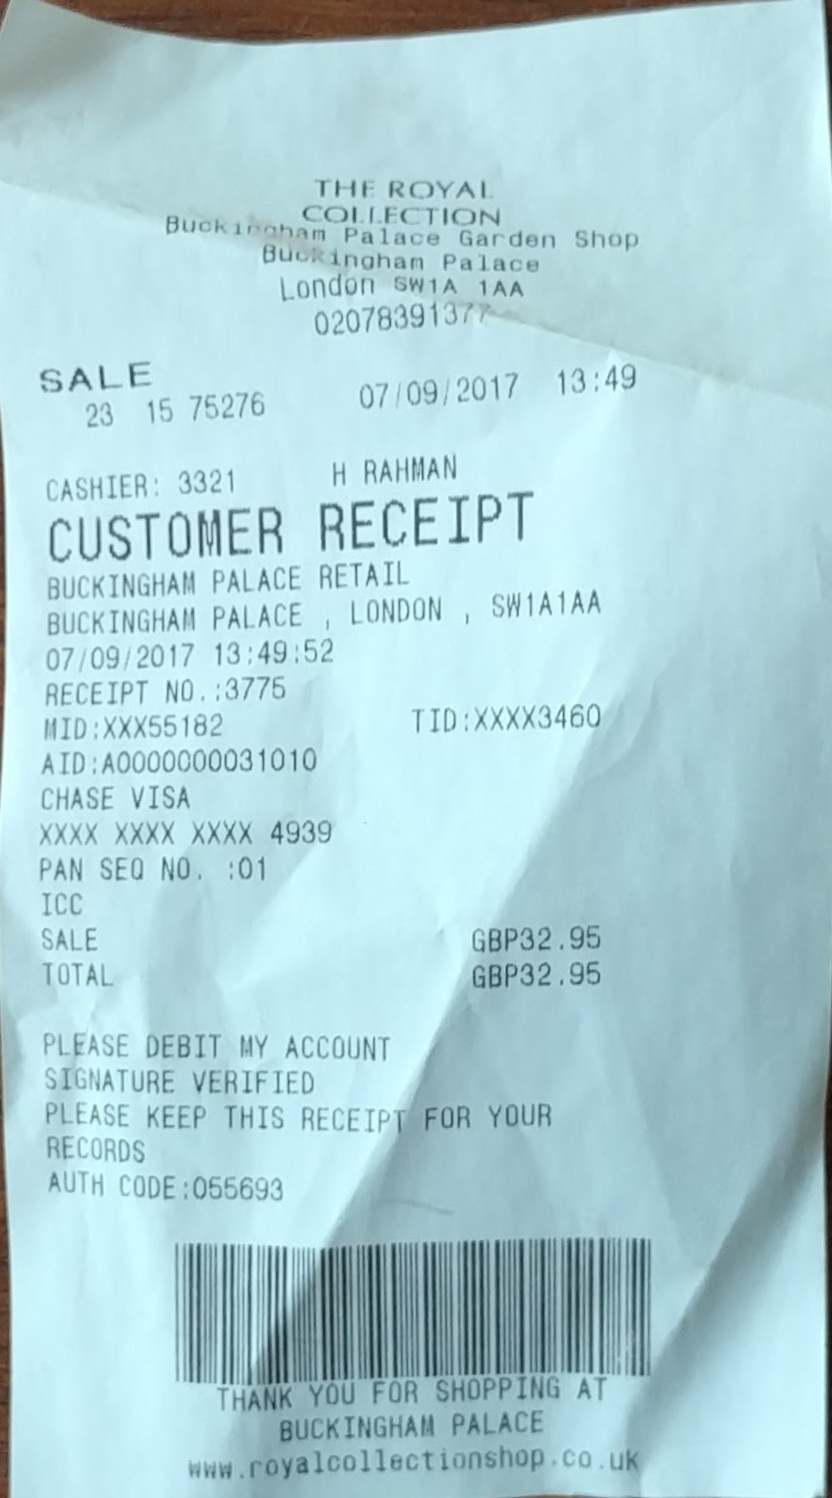 THE ROYAL
COLLECTION
Buckingham Palace Garden Shop
Buckingham Palace
London SW1A 1AA
02078391377
SALE
23 15 75276 07/09/2017 13:49
CASHIER: 3321 H RAHMAN
CUSTOMER RECEIPT
BUCKINGHAM PALACE RETAIL
BUCKINGHAM PALACE , LONDON , SW1A1AA
07/09/2017 13:49:52
RECEIPT NO.:3775
MID:XXX55182 TID:XXXX3460
AID:A0000000031010
CHASE VISA
XXXX XXXX XXXX 4939
PAN SEQ NO. :01
ICC
SALE GBP32.95
TOTAL GBP32.95
PLEASE DEBIT MY ACCOUNT
SIGNATURE VERIFIED
PLEASE KEEP THIS RECEIPT FOR YOUR
RECORDS
AUTH CODE:055693
THANK YOU FOR SHOPPING AT
BUCKINGHAM PALACE
www.royalcollectionshop.co.uk